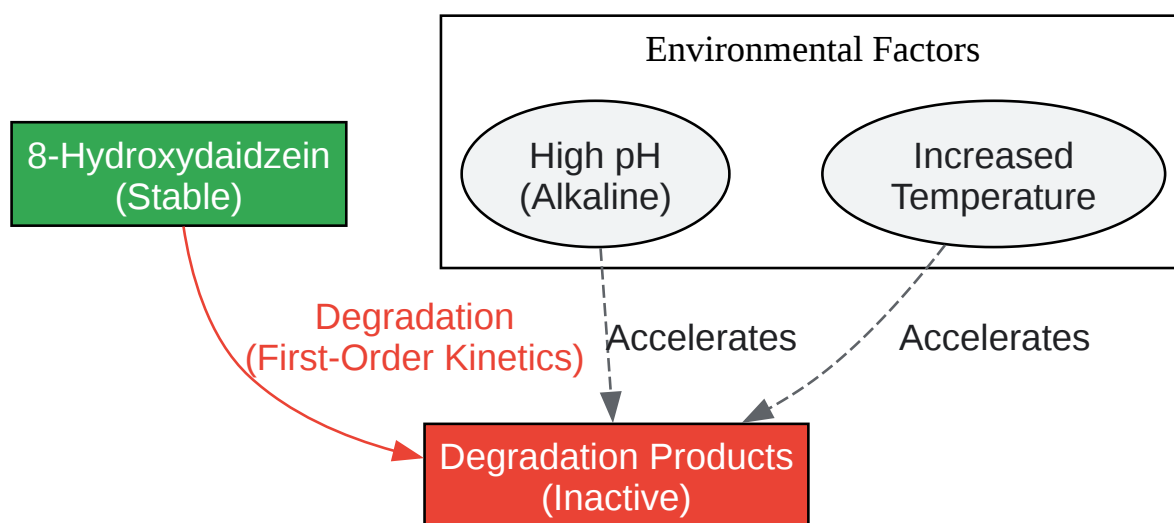 Environmental Factors
8-Hydroxydaidzein
(Stable)
High pH
(Alkaline)
Increased
Temperature
Degradation
(First-Order Kinetics)
Accelerates
Accelerates
Degradation Products
(Inactive)